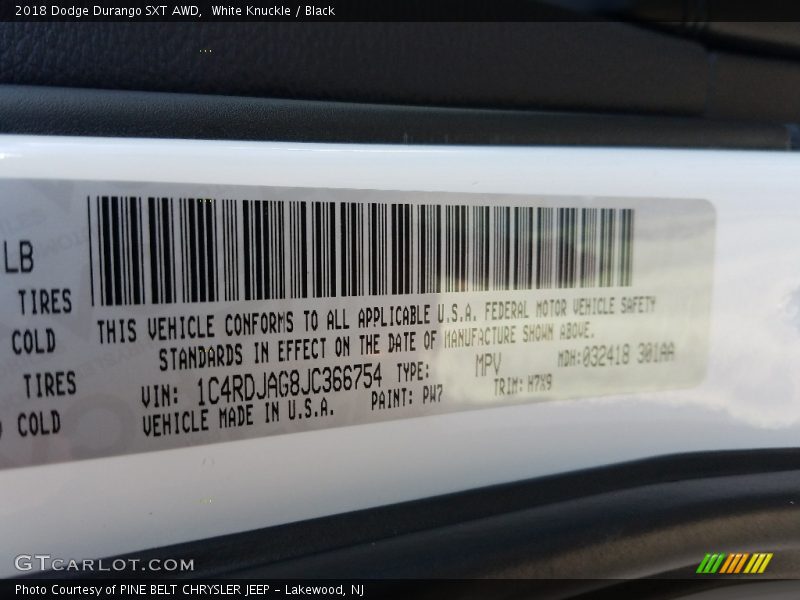 2018 Dodge Durango SXT AWD,  White Knuckle / Black
LB
TIRES
COLD
TIRES
COLD
THIS VEHICLE CONFORMS TO ALL APPLICABLE U.S.A. FEDERAL MOTOR VEHICLE SAFETY
STANDARDS IN EFFECT ON THE DATE OF MANUFACTURE SHOWN ABOVE.
VIN: 1C4RDJAG8JC366754 TYPE: MPV MDH:032418 301AA
VEHICLE MADE IN U.S.A. PAINT: PW7 TRIM: H7X9
GTCARLOT.COM
Photo Courtesy of PINE BELT CHRYSLER JEEP - Lakewood, NJ